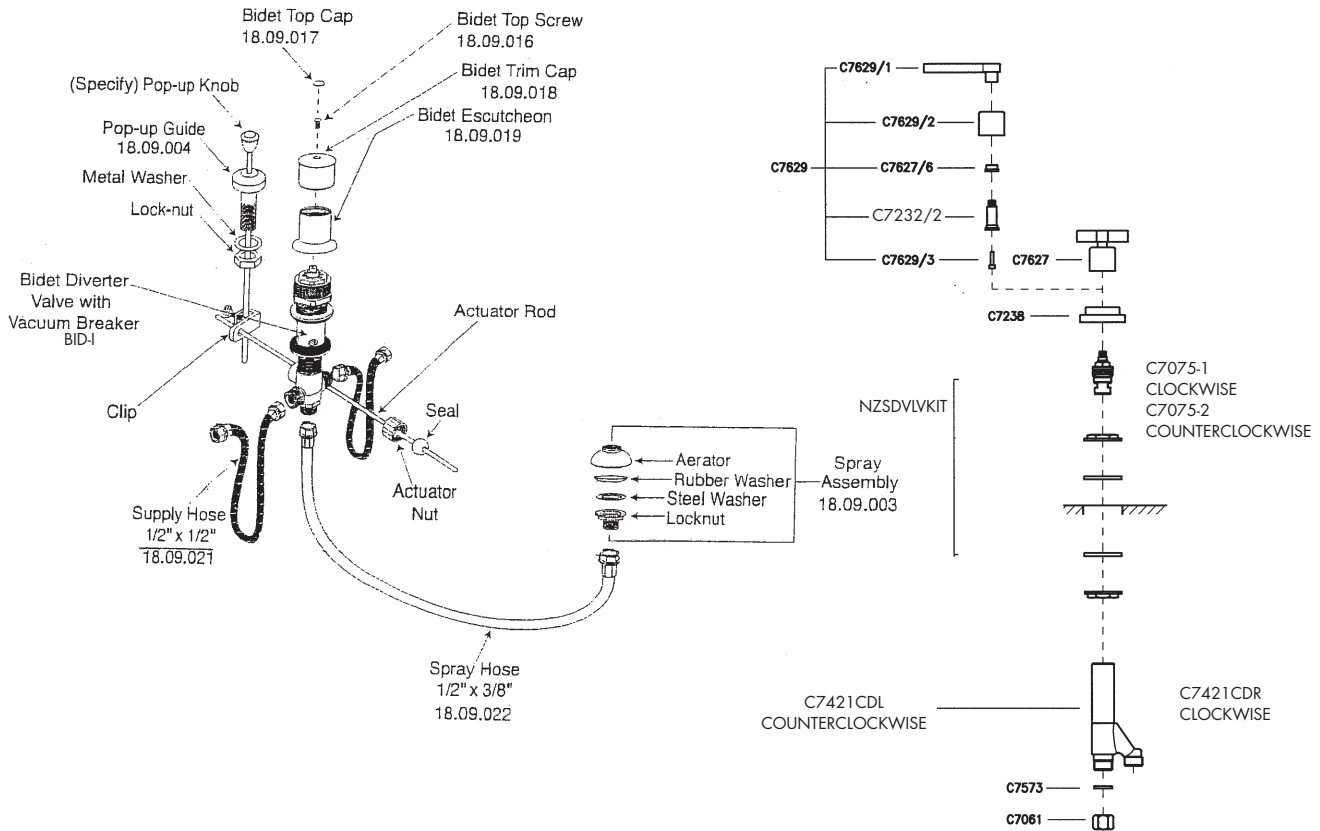 Bidet Top Cap
18.09.017
Bidet Top Screw
18.09.016
Bidet Trim Cap
18.09.018
Bidet Escutcheon
18.09.019
(Specify) Pop-up Knob
Pop-up Guide
18.09.004
Metal Washer
Lock-nut
Bidet Diverter
Valve with
Vacuum Breaker
BID-I
Clip
Actuator Rod
Seal
Actuator
Nut
Supply Hose
1/2" x 1/2"
18.09.021
Aerator
Rubber Washer
Steel Washer
Locknut
Spray
Assembly
18.09.003
Spray Hose
1/2" x 3/8"
18.09.022
C7629/1
C7629/2
C7629
C7627/6
C7232/2
C7629/3
C7627
C7238
C7075-1
CLOCKWISE
C7075-2
COUNTERCLOCKWISE
NZSDVLVKIT
C7421CDL
COUNTERCLOCKWISE
C7421CDR
CLOCKWISE
C7573
C7061